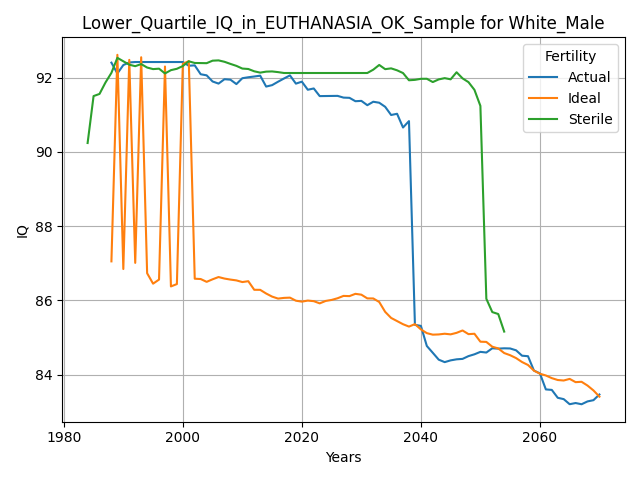 Lower_Quartile_IQ_in_EUTHANASIA_OK_Sample for White_Male
Fertility
Actual
Ideal
Sterile
IQ
92
90
88
86
84
1980
2000
2020
2040
2060
Years